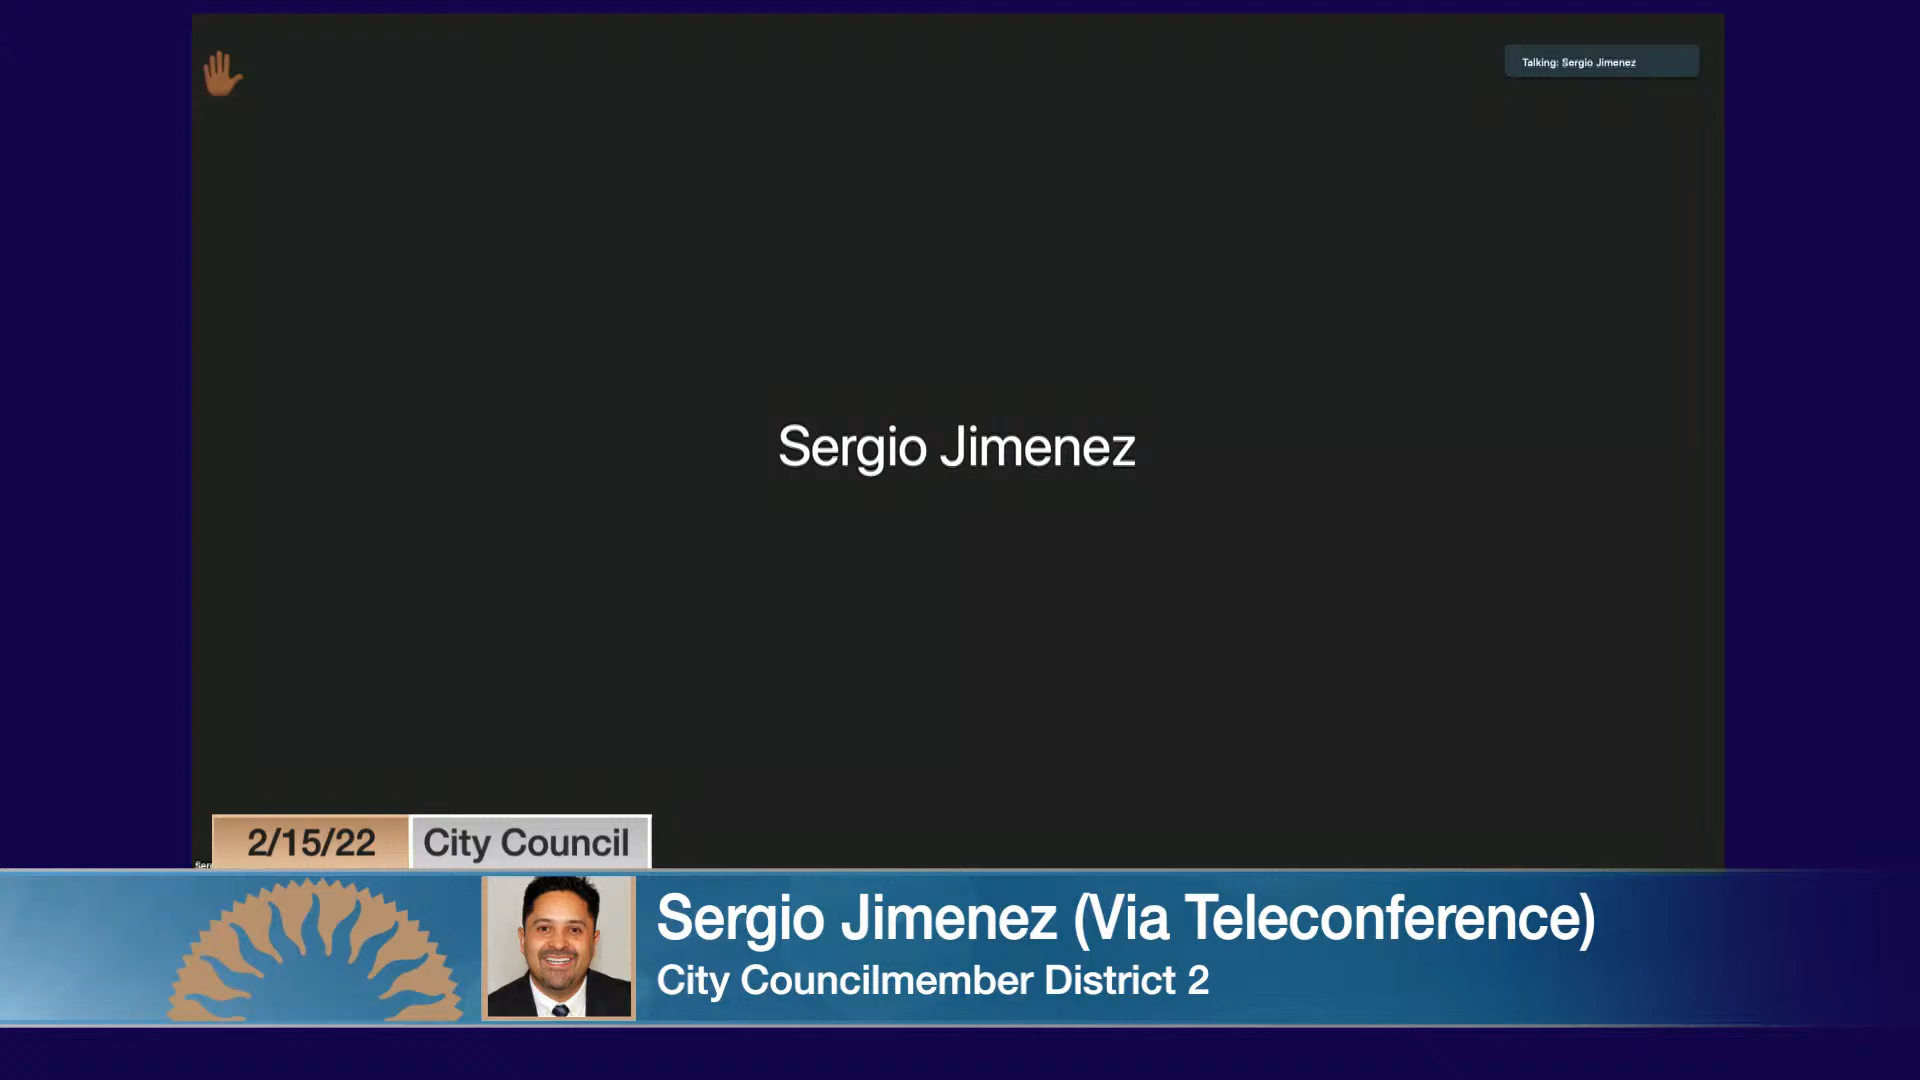 Talking: Sergio Jimenez
Sergio Jimenez
2/15/22
City Council
Sergio Jimenez (Via Teleconference)
City Councilmember District 2